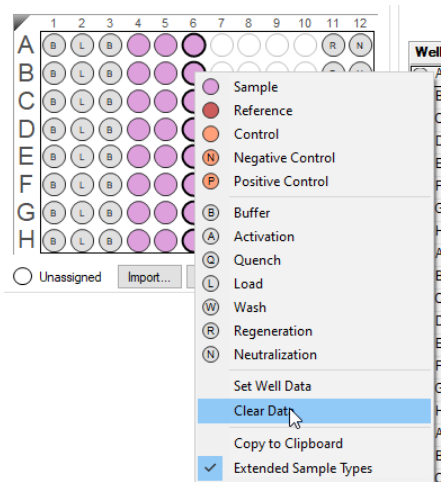 1 2 3 4 5 6 7 8 9 10 11 12
A B L B R N
B B L B
C B L B
D B L B
E B L B
F B L B
G B L B
H B L B
Unassigned Import...
Sample
Reference
Control
N Negative Control
P Positive Control
B Buffer
A Activation
Q Quench
L Load
W Wash
R Regeneration
N Neutralization
Set Well Data
Clear Data
Copy to Clipboard
Extended Sample Types
Well